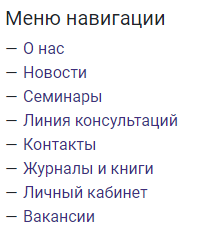 Меню навигации
— О нас
— Новости
— Семинары
— Линия консультаций
— Контакты
— Журналы и книги
— Личный кабинет
— Вакансии